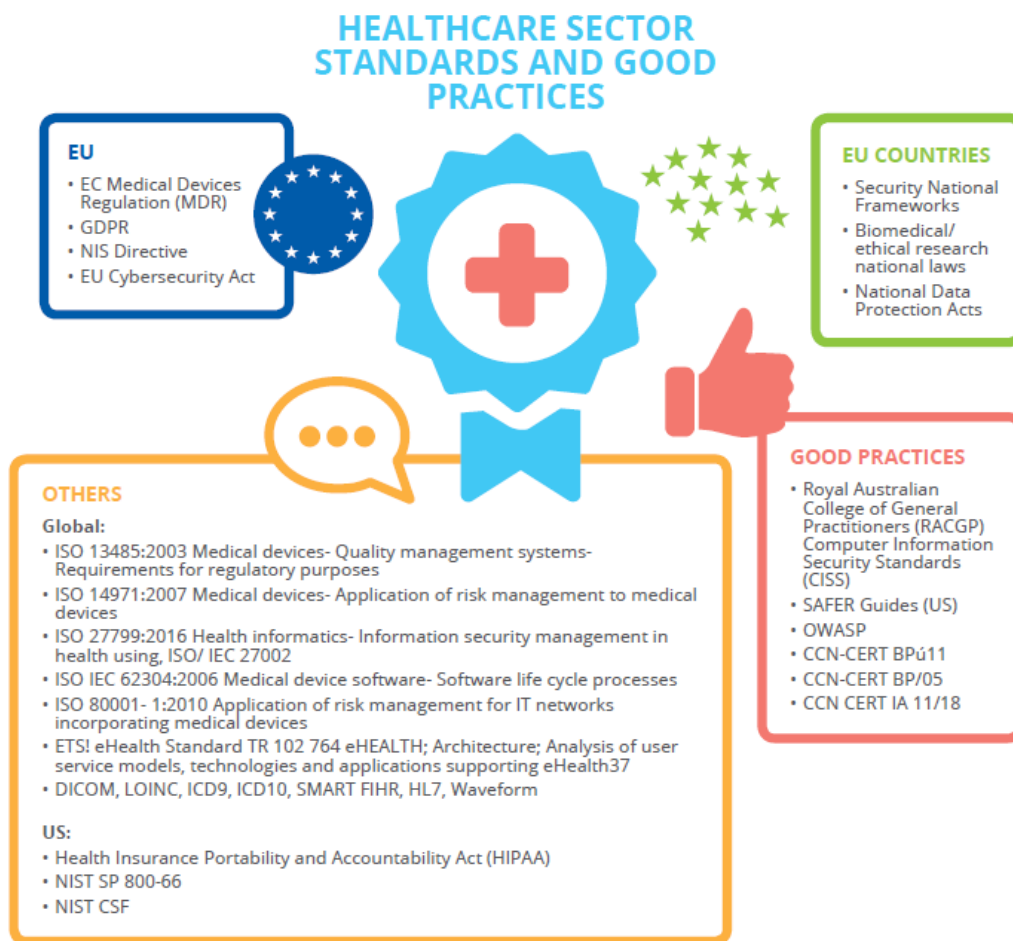 HEALTHCARE SECTOR
STANDARDS AND GOOD
PRACTICES
EU
• EC Medical Devices
Regulation (MDR)
• GDPR
• NIS Directive
• EU Cybersecurity Act
EU COUNTRIES
• Security National
Frameworks
• Biomedical/
ethical research
national laws
• National Data
Protection Acts
OTHERS
Global:
• ISO 13485:2003 Medical devices- Quality management systems-
Requirements for regulatory purposes
• ISO 14971:2007 Medical devices- Application of risk management to medical
devices
• ISO 27799:2016 Health informatics- Information security management in
health using, ISO/ IEC 27002
• ISO IEC 62304:2006 Medical device software- Software life cycle processes
• ISO 80001- 1:2010 Application of risk management for IT networks
incorporating medical devices
• ETS! eHealth Standard TR 102 764 eHEALTH; Architecture; Analysis of user
service models, technologies and applications supporting eHealth37
• DICOM, LOINC, ICD9, ICD10, SMART FIHR, HL7, Waveform
US:
• Health Insurance Portability and Accountability Act (HIPAA)
• NIST SP 800-66
• NIST CSF
GOOD PRACTICES
• Royal Australian
College of General
Practitioners (RACGP)
Computer Information
Security Standards
(CISS)
• SAFER Guides (US)
• OWASP
• CCN-CERT BPú11
• CCN-CERT BP/05
• CCN CERT IA 11/18